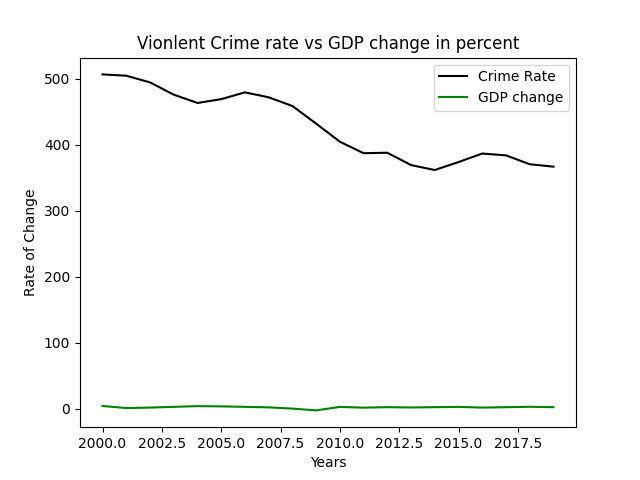 Vionlent Crime rate vs GDP change in percent
Crime Rate
GDP change
Rate of Change
500
400
300
200
100
0
2000.0 2002.5 2005.0 2007.5 2010.0 2012.5 2015.0 2017.5
Years